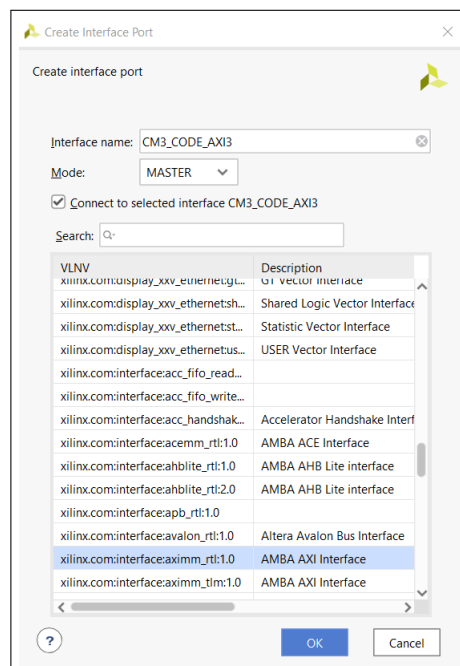 Create Interface Port
Create interface port
Interface name: CM3_CODE_AXI3
Mode: MASTER
Connect to selected interface CM3_CODE_AXI3
Search: Q-
VLNV Description
xilinx.com:display_xxv_ethernet:gt... GT Vector Interface
xilinx.com:display_xxv_ethernet:sh... Shared Logic Vector Interface
xilinx.com:display_xxv_ethernet:st... Statistic Vector Interface
xilinx.com:display_xxv_ethernet:us... USER Vector Interface
xilinx.com:interface:acc_fifo_read...
xilinx.com:interface:acc_fifo_write...
xilinx.com:interface:acc_handshak... Accelerator Handshake Interf
xilinx.com:interface:acemm_rtl:1.0 AMBA ACE Interface
xilinx.com:interface:ahblite_rtl:1.0 AMBA AHB Lite interface
xilinx.com:interface:ahblite_rtl:2.0 AMBA AHB Lite interface
xilinx.com:interface:apb_rtl:1.0
xilinx.com:interface:avalon_rtl:1.0 Altera Avalon Bus Interface
xilinx.com:interface:aximm_rtl:1.0 AMBA AXI Interface
xilinx.com:interface:aximm_tlm:1.0 AMBA AXI Interface
? OK Cancel